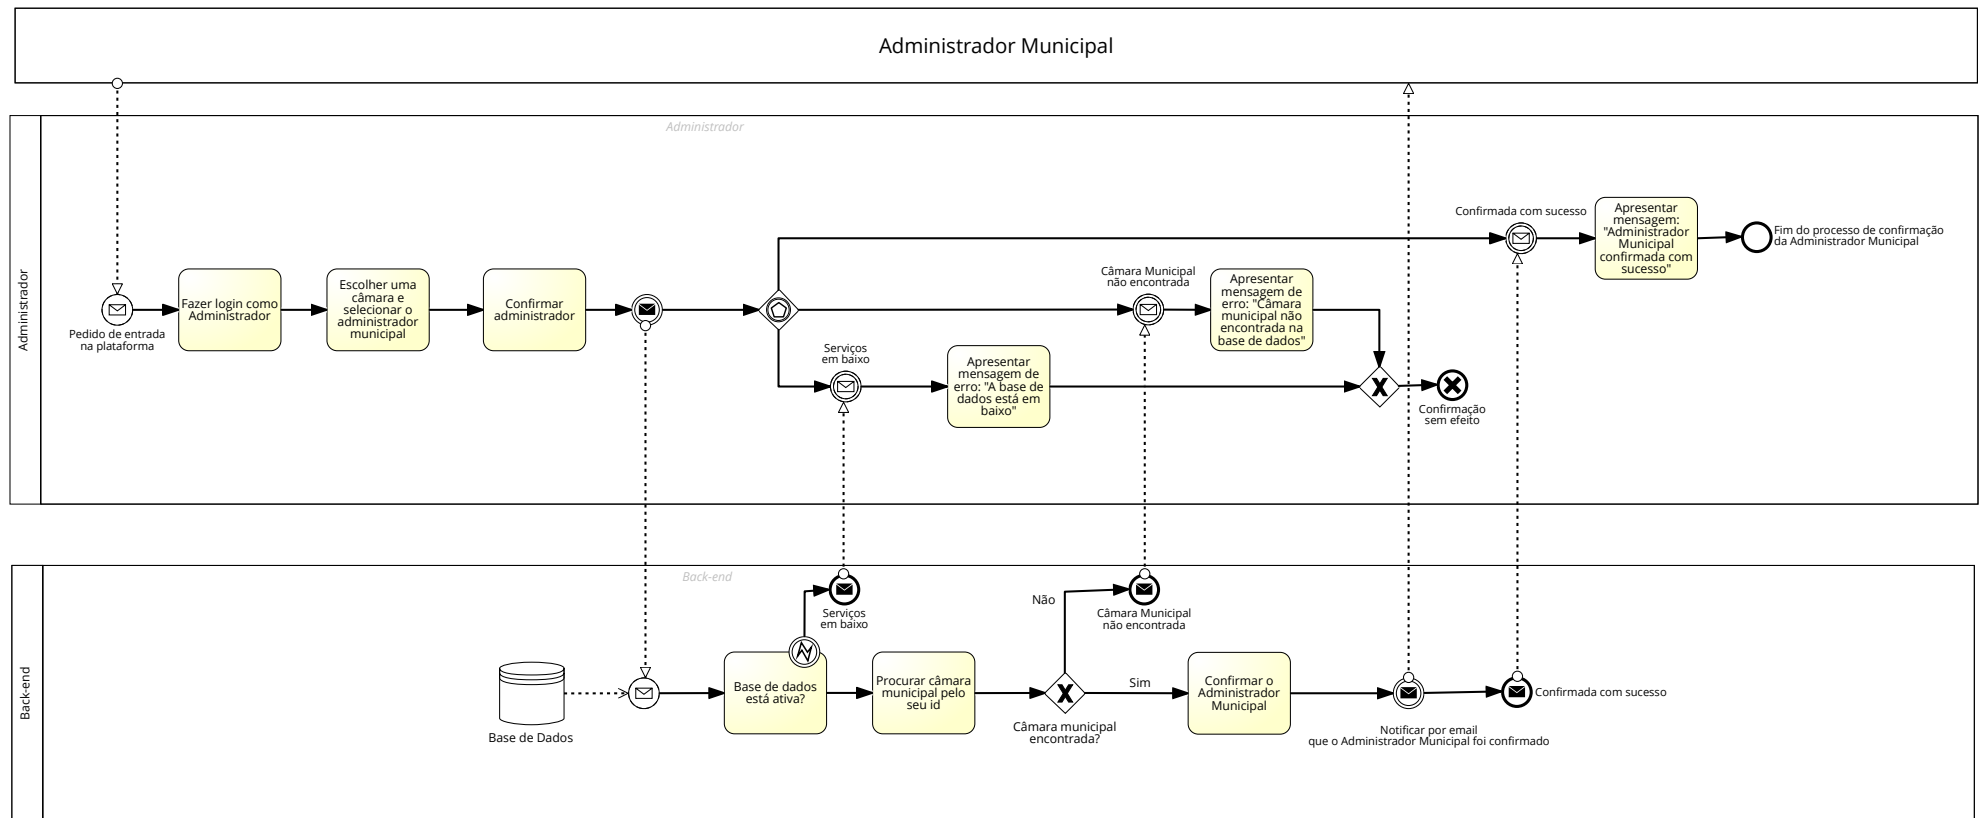 Administrador Municipal
Administrador
Administrador
Pedido de entrada
na plataforma
Fazer login como
Administrador
Escolher uma
câmara e
selecionar o
administrador
municipal
Confirmar
administrador
Serviços
em baixo
Apresentar
mensagem de
erro: "A base de
dados está em
baixo"
Câmara Municipal
não encontrada
Apresentar
mensagem de
erro: "Câmara
municipal não
encontrada na
base de dados"
Confirmação
sem efeito
Confirmada com sucesso
Apresentar
mensagem:
"Administrador
Municipal
confirmada com
sucesso"
Fim do processo de confirmação
da Administrador Municipal
Back-end
Back-end
Base de Dados
Base de dados
está ativa?
Serviços
em baixo
Procurar câmara
municipal pelo
seu id
Câmara municipal
encontrada?
Não
Câmara Municipal
não encontrada
Sim
Confirmar o
Administrador
Municipal
Notificar por email
que o Administrador Municipal foi confirmado
Confirmada com sucesso